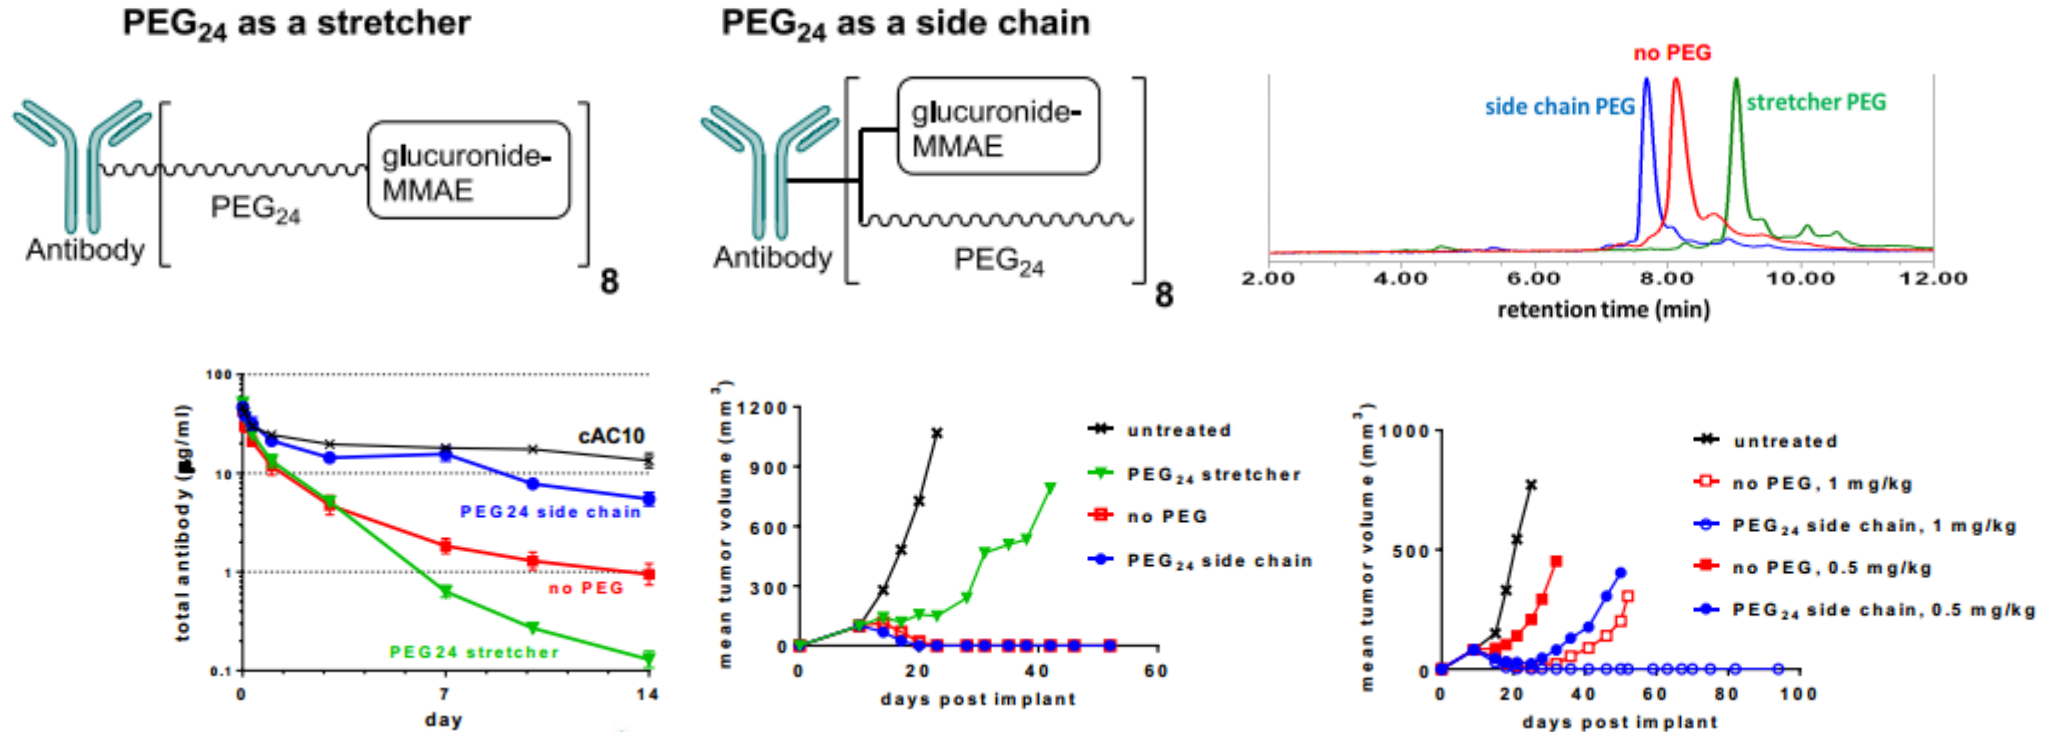 PEG24 as a stretcher
glucuronide-
MMAE
PEG24
Antibody
8
PEG24 as a side chain
glucuronide-
MMAE
PEG24
Antibody
8
no PEG
side chain PEG
stretcher PEG
2.00 4.00 6.00 8.00 10.00 12.00
retention time (min)
total antibody (µg/ml)
100
10
1
0.1
cAC10
PEG24 side chain
no PEG
PEG24 stretcher
0 7 14
day
mean tumor volume (mm3)
1200
900
600
300
0
untreated
PEG24 stretcher
no PEG
PEG24 side chain
0 20 40 60
days post implant
mean tumor volume (mm3)
1000
500
0
untreated
no PEG, 1 mg/kg
PEG24 side chain, 1 mg/kg
no PEG, 0.5 mg/kg
PEG24 side chain, 0.5 mg/kg
0 20 40 60 80 100
days post implant